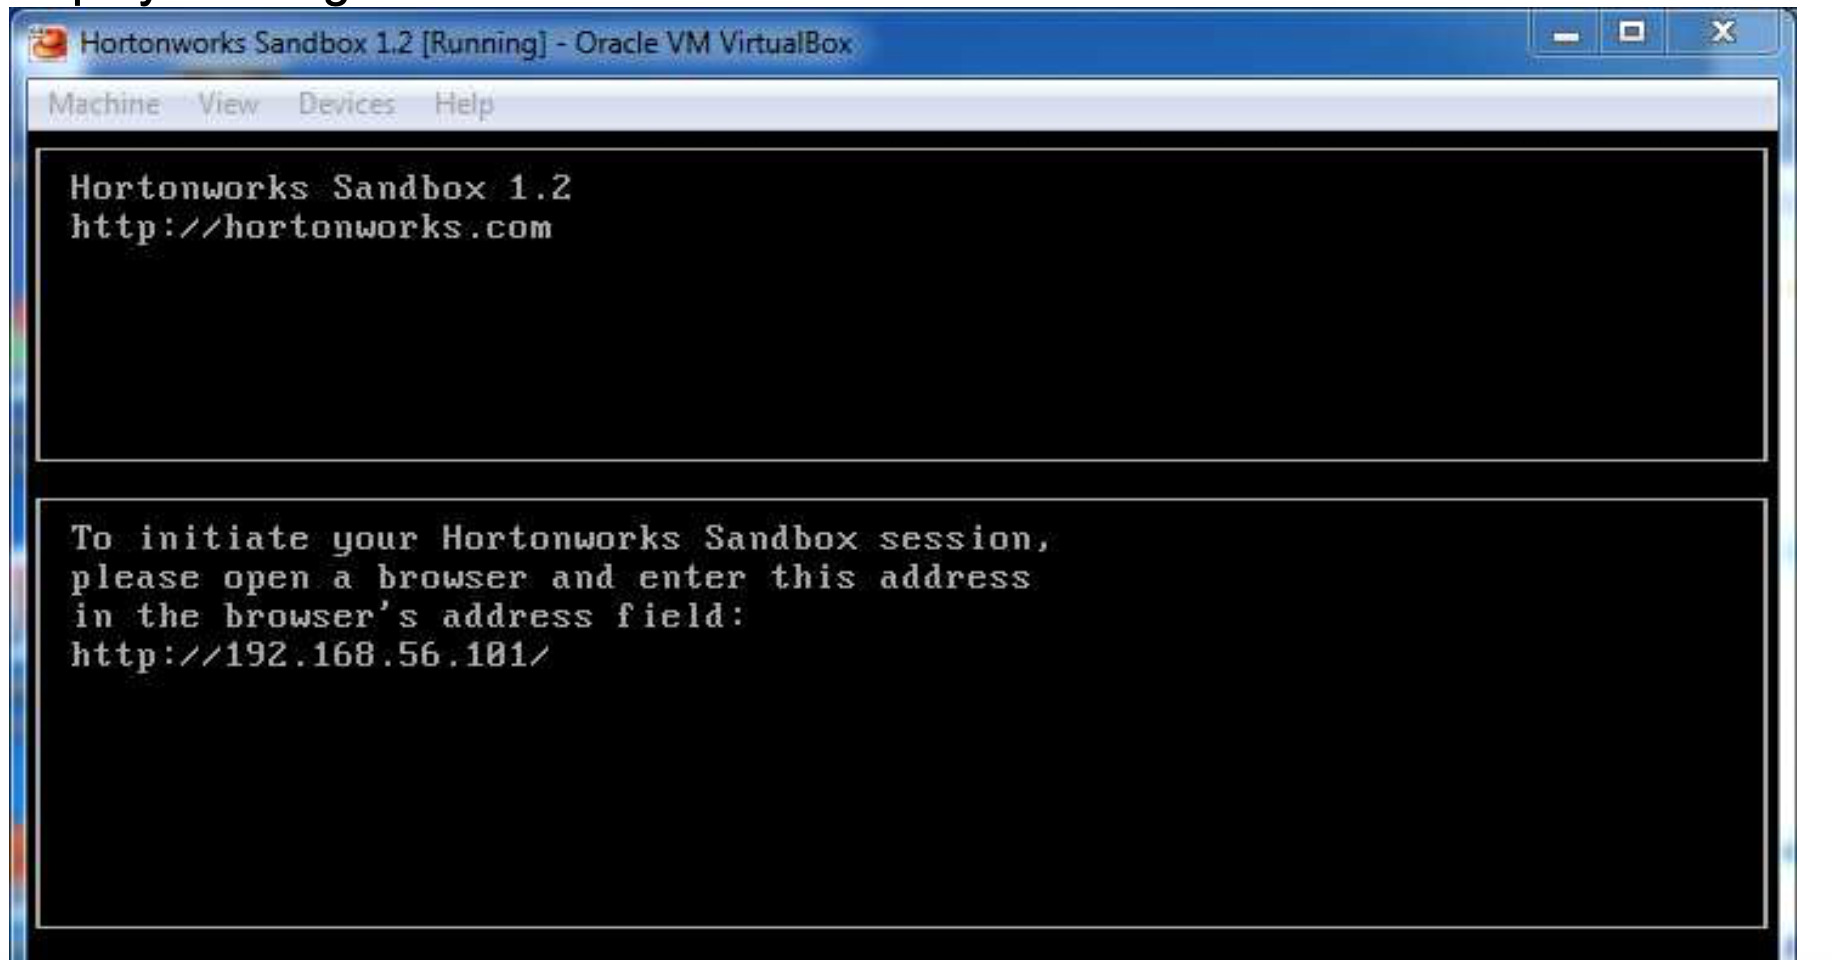 Hortonworks Sandbox 1.2 [Running] - Oracle VM VirtualBox
Machine View Devices Help
Hortonworks Sandbox 1.2
http://hortonworks.com
To initiate your Hortonworks Sandbox session,
please open a browser and enter this address
in the browser's address field:
http://192.168.56.101/